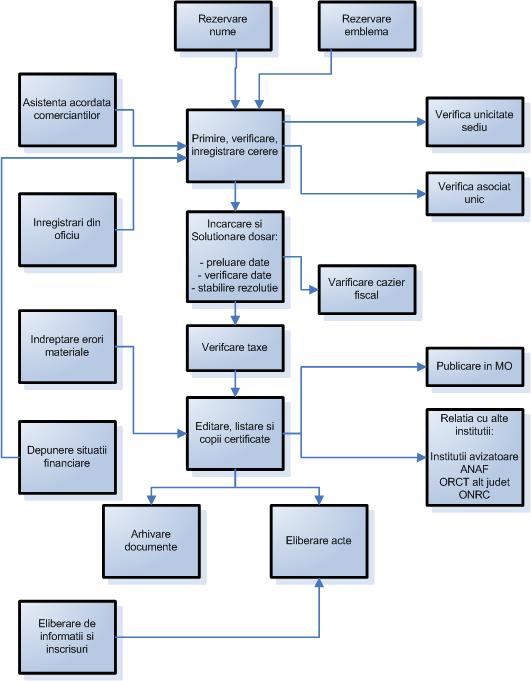 Rezervare
nume
Rezervare
emblema
Asistenta acordata
comerciantilor
Primire, verificare,
inregistrare cerere
Verifica unicitate
sediu
Verifica asociat
unic
Inregistrari din
oficiu
Incarcare si
Solutionare dosar:
- preluare date
- verificare date
- stabilire rezolutie
Varificare cazier
fiscal
Indreptare erori
materiale
Verifcare taxe
Publicare in MO
Editare, listare si
copii certificate
Relatia cu alte
institutii:
Institutii avizatoare
ANAF
ORCT alt judet
ONRC
Depunere situatii
financiare
Arhivare
documente
Eliberare acte
Eliberare de
informatii si
inscrisuri